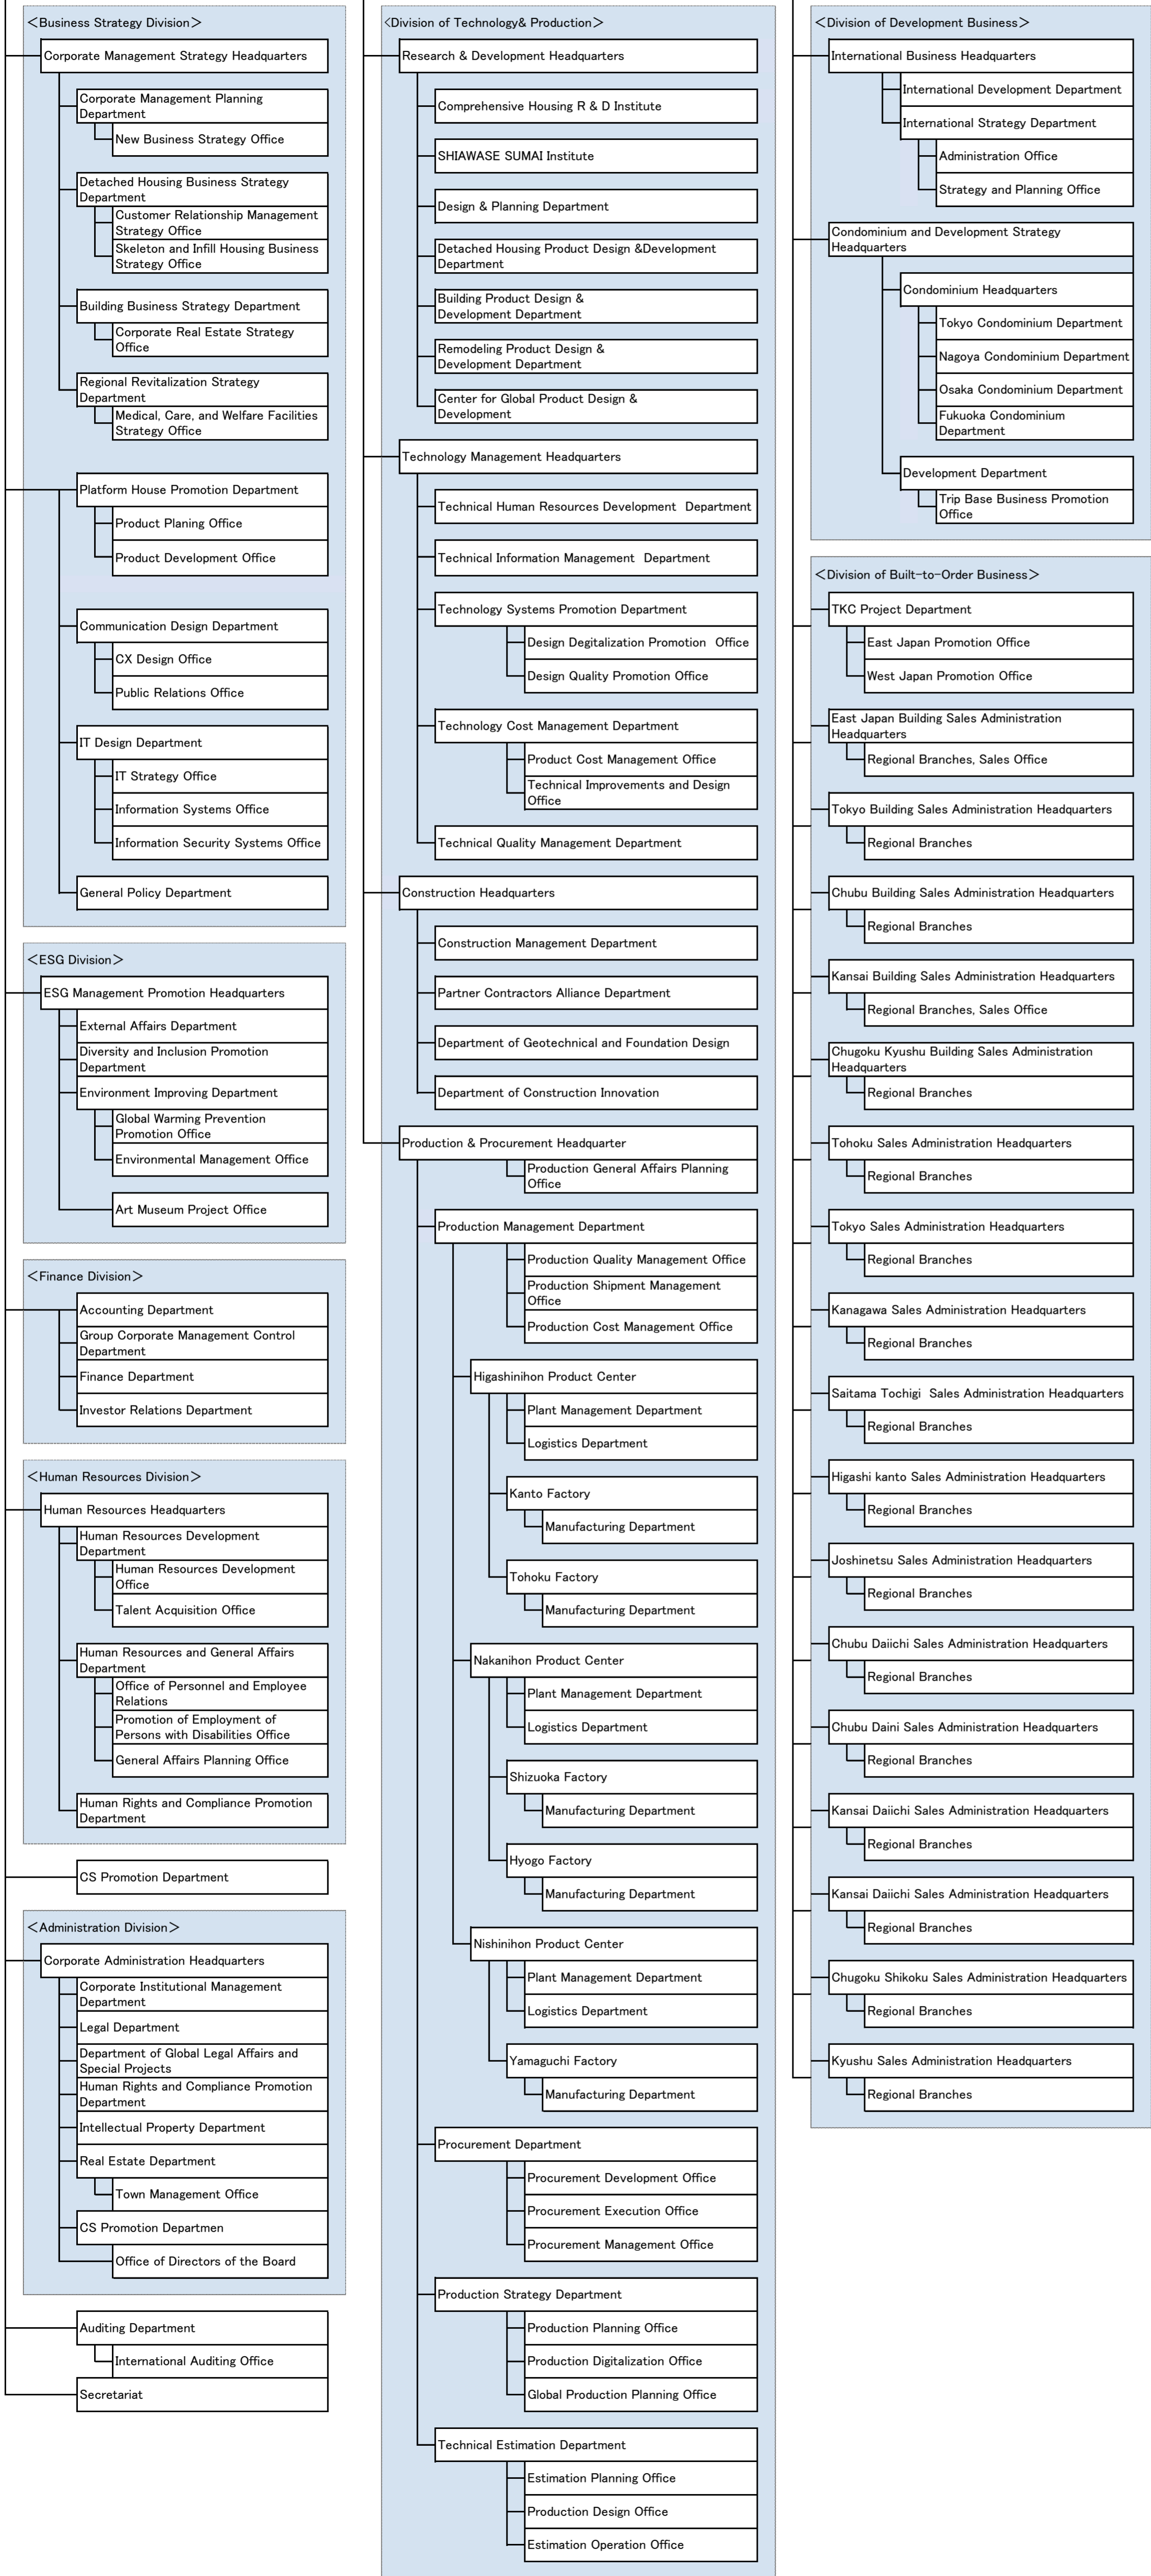 <Business Strategy Division>
Corporate Management Strategy Headquarters
Corporate Management Planning
Department
New Business Strategy Office
Detached Housing Business Strategy
Department
Customer Relationship Management
Strategy Office
Skeleton and Infill Housing Business
Strategy Office
Building Business Strategy Department
Corporate Real Estate Strategy
Office
Regional Revitalization Strategy
Department
Medical, Care, and Welfare Facilities
Strategy Office
Platform House Promotion Department
Product Planing Office
Product Development Office
Communication Design Department
CX Design Office
Public Relations Office
IT Design Department
IT Strategy Office
Information Systems Office
Information Security Systems Office
General Policy Department
<ESG Division>
ESG Management Promotion Headquarters
External Affairs Department
Diversity and Inclusion Promotion
Department
Environment Improving Department
Global Warming Prevention
Promotion Office
Environmental Management Office
Art Museum Project Office
<Finance Division>
Accounting Department
Group Corporate Management Control
Department
Finance Department
Investor Relations Department
<Human Resources Division>
Human Resources Headquarters
Human Resources Development
Department
Human Resources Development
Office
Talent Acquisition Office
Human Resources and General Affairs
Department
Office of Personnel and Employee
Relations
Promotion of Employment of
Persons with Disabilities Office
General Affairs Planning Office
Human Rights and Compliance Promotion
Department
CS Promotion Department
<Administration Division>
Corporate Administration Headquarters
Corporate Institutional Management
Department
Legal Department
Department of Global Legal Affairs and
Special Projects
Human Rights and Compliance Promotion
Department
Intellectual Property Department
Real Estate Department
Town Management Office
CS Promotion Departmen
Office of Directors of the Board
Auditing Department
International Auditing Office
Secretariat
<Division of Technology& Production>
Research & Development Headquarters
Comprehensive Housing R & D Institute
SHIAWASE SUMAI Institute
Design & Planning Department
Detached Housing Product Design &Development
Department
Building Product Design &
Development Department
Remodeling Product Design &
Development Department
Center for Global Product Design &
Development
Technology Management Headquarters
Technical Human Resources Development Department
Technical Information Management Department
Technology Systems Promotion Department
Design Degitalization Promotion Office
Design Quality Promotion Office
Technology Cost Management Department
Product Cost Management Office
Technical Improvements and Design
Office
Technical Quality Management Department
Construction Headquarters
Construction Management Department
Partner Contractors Alliance Department
Department of Geotechnical and Foundation Design
Department of Construction Innovation
Production & Procurement Headquarter
Production General Affairs Planning
Office
Production Management Department
Production Quality Management Office
Production Shipment Management
Office
Production Cost Management Office
Higashinihon Product Center
Plant Management Department
Logistics Department
Kanto Factory
Manufacturing Department
Tohoku Factory
Manufacturing Department
Nakanihon Product Center
Plant Management Department
Logistics Department
Shizuoka Factory
Manufacturing Department
Hyogo Factory
Manufacturing Department
Nishinihon Product Center
Plant Management Department
Logistics Department
Yamaguchi Factory
Manufacturing Department
Procurement Department
Procurement Development Office
Procurement Execution Office
Procurement Management Office
Production Strategy Department
Production Planning Office
Production Digitalization Office
Global Production Planning Office
Technical Estimation Department
Estimation Planning Office
Production Design Office
Estimation Operation Office
<Division of Development Business>
International Business Headquarters
International Development Department
International Strategy Department
Administration Office
Strategy and Planning Office
Condominium and Development Strategy
Headquarters
Condominium Headquarters
Tokyo Condominium Department
Nagoya Condominium Department
Osaka Condominium Department
Fukuoka Condominium
Department
Development Department
Trip Base Business Promotion
Office
<Division of Built-to-Order Business>
TKC Project Department
East Japan Promotion Office
West Japan Promotion Office
East Japan Building Sales Administration
Headquarters
Regional Branches, Sales Office
Tokyo Building Sales Administration Headquarters
Regional Branches
Chubu Building Sales Administration Headquarters
Regional Branches
Kansai Building Sales Administration Headquarters
Regional Branches, Sales Office
Chugoku Kyushu Building Sales Administration
Headquarters
Regional Branches
Tohoku Sales Administration Headquarters
Regional Branches
Tokyo Sales Administration Headquarters
Regional Branches
Kanagawa Sales Administration Headquarters
Regional Branches
Saitama Tochigi Sales Administration Headquarters
Regional Branches
Higashi kanto Sales Administration Headquarters
Regional Branches
Joshinetsu Sales Administration Headquarters
Regional Branches
Chubu Daiichi Sales Administration Headquarters
Regional Branches
Chubu Daini Sales Administration Headquarters
Regional Branches
Kansai Daiichi Sales Administration Headquarters
Regional Branches
Kansai Daiichi Sales Administration Headquarters
Regional Branches
Chugoku Shikoku Sales Administration Headquarters
Regional Branches
Kyushu Sales Administration Headquarters
Regional Branches